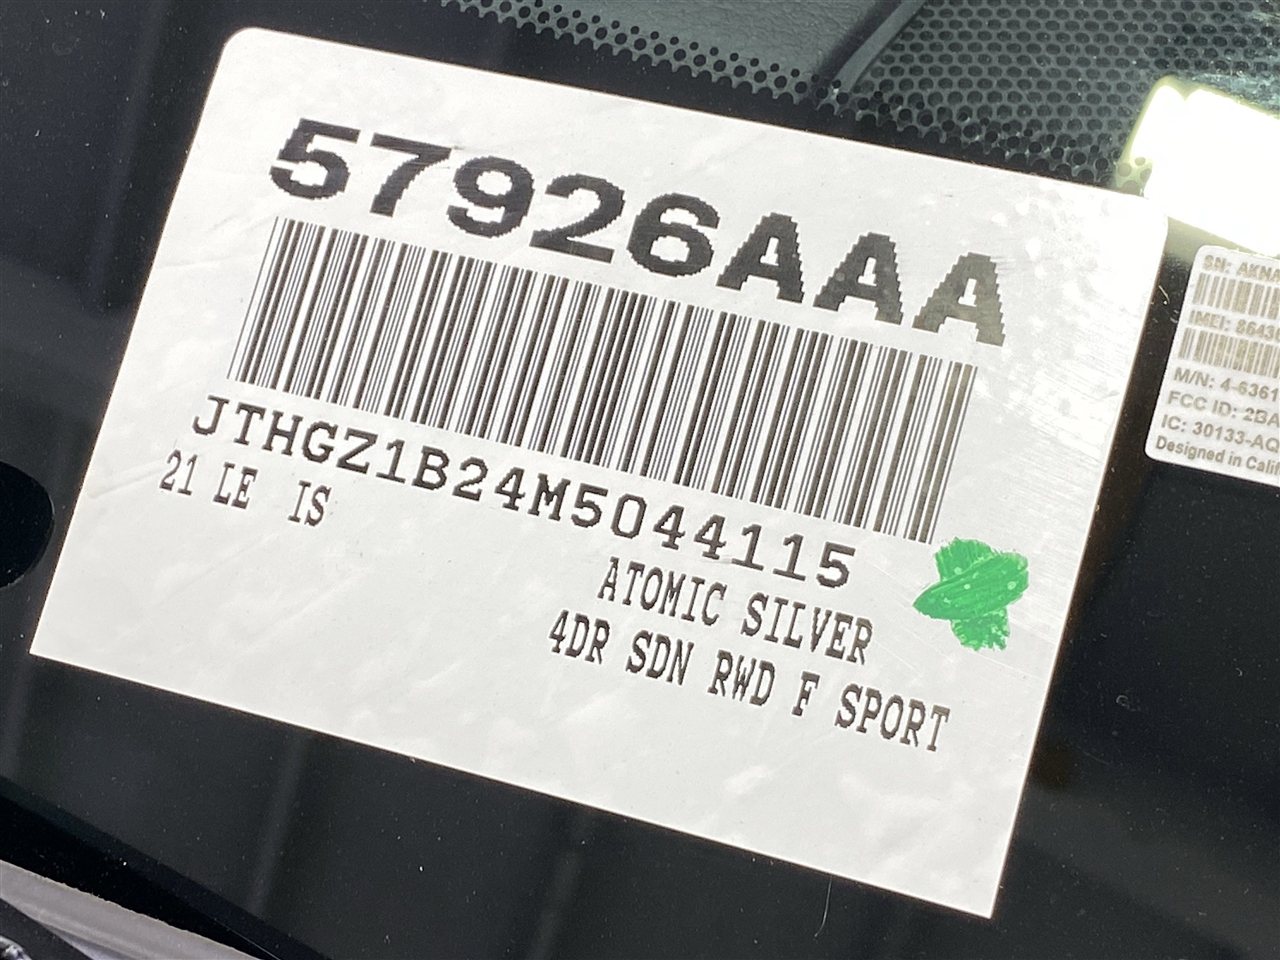 57926AAA
JTHGZ1B24M5044115
21 LE IS
ATOMIC SILVER
4DR SDN RWD F SPORT
SN: AKNA
IMEI: 8643
M/N: 4-6361
FCC ID: 2BA
IC: 30133-AQ
Designed in Calif